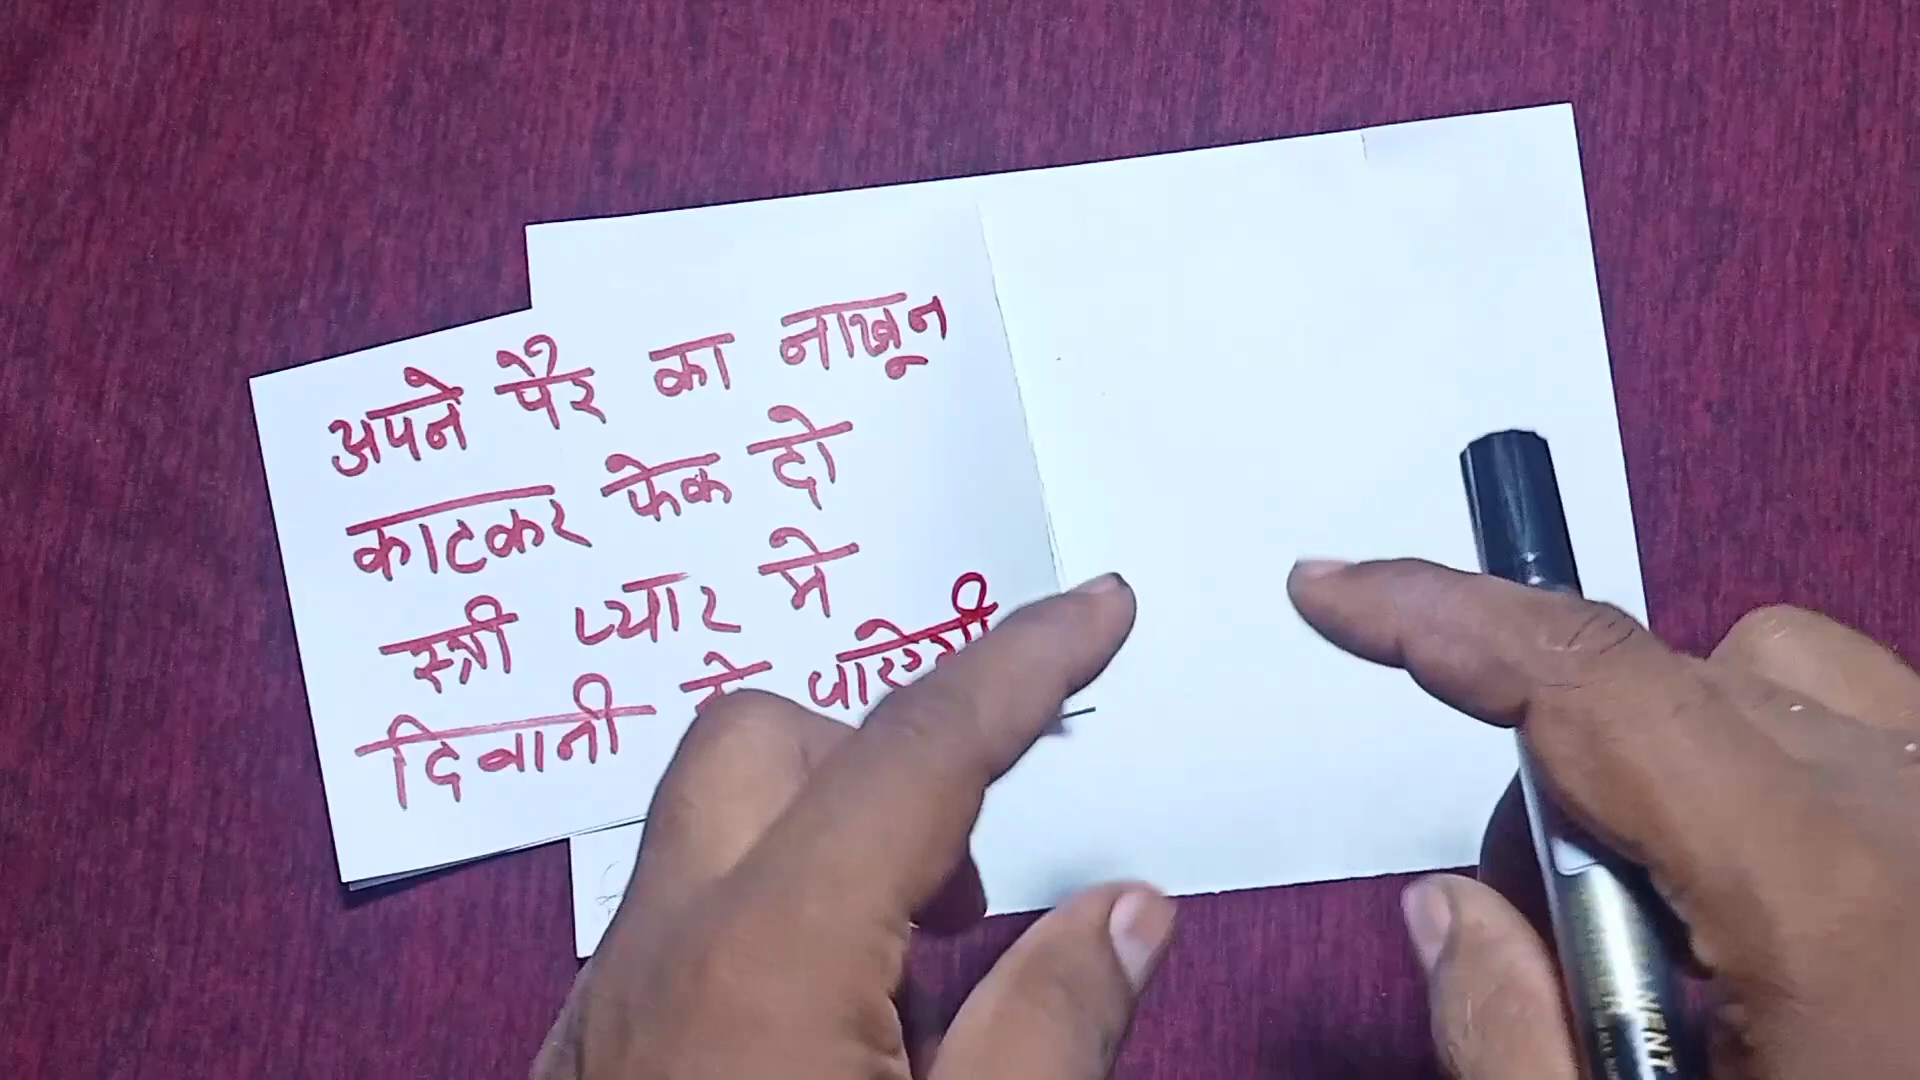 अपने पैर का नाखून
काटकर फेक दो
स्त्री प्यार मे
दिवानी